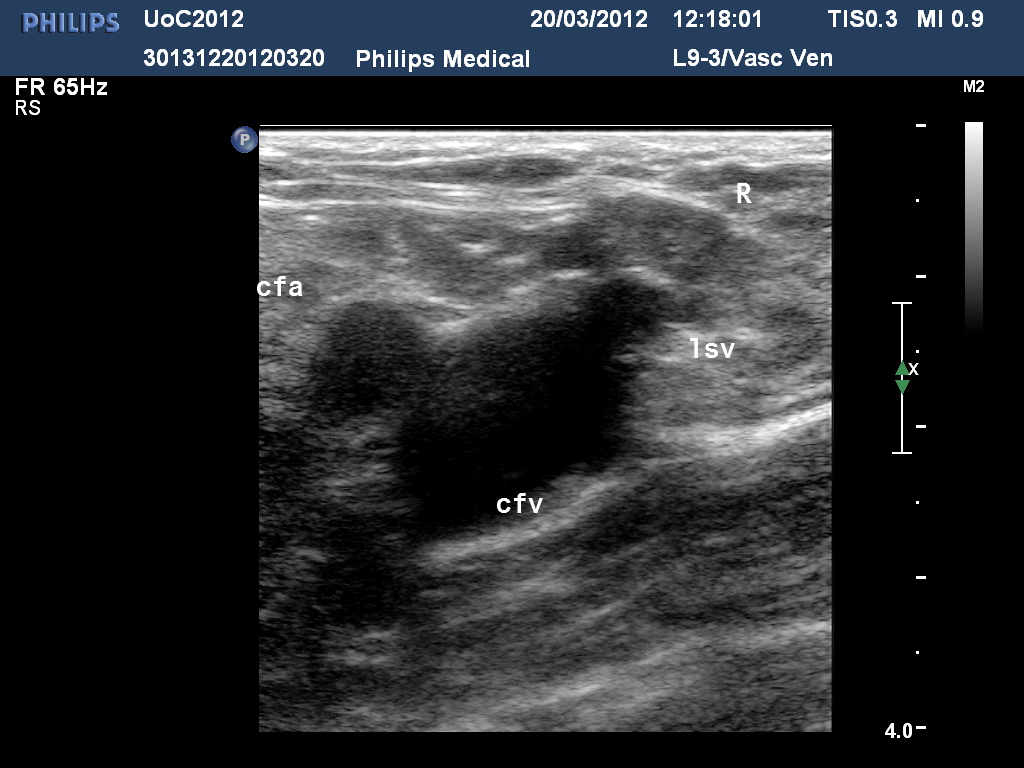 PHILIPS UoC2012 20/03/2012 12:18:01 TIS0.3 MI 0.9
30131220120320 Philips Medical L9-3/Vasc Ven
FR 65Hz
RS
M2
P
R
cfa
lsv
x
cfv
4.0